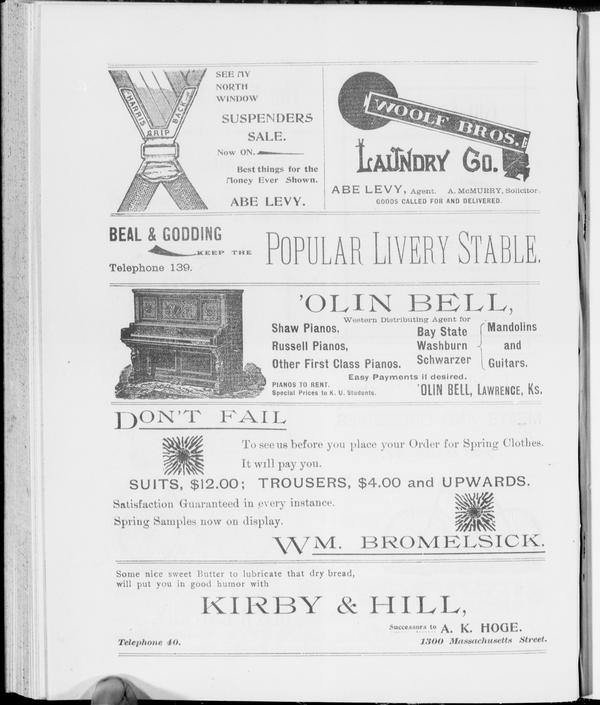 HARRIS
GRIP
BACK
SEE MY
NORTH
WINDOW
SUSPENDERS
SALE.
Now ON.
Best things for the
Money Ever Shown.
ABE LEVY.
WOOLF BROS.
LAUNDRY CO.
ABE LEVY, Agent. A. McMURRY, Solicitor.
GOODS CALLED FOR AND DELIVERED.
BEAL & GODDING
KEEP THE
Telephone 139.
POPULAR LIVERY STABLE.
'OLIN BELL,
Western Distributing Agent for
Shaw Pianos,
Russell Pianos,
Other First Class Pianos.
Bay State
Washburn
Schwarzer
Mandolins
and
Guitars.
Easy Payments if desired.
PIANOS TO RENT.
Special Prices to K. U. Students.
'OLIN BELL, LAWRENCE, KS.
DON'T FAIL
To see us before you place your Order for Spring Clothes.
It will pay you.
SUITS, $12.00; TROUSERS, $4.00 and UPWARDS.
Satisfaction Guaranteed in every instance.
Spring Samples now on display.
WM. BROMELSICK.
Some nice sweet Butter to lubricate that dry bread,
will put you in good humor with
KIRBY & HILL,
Successors to A. K. HOGE.
Telephone 40.
1300 Massachusetts Street.